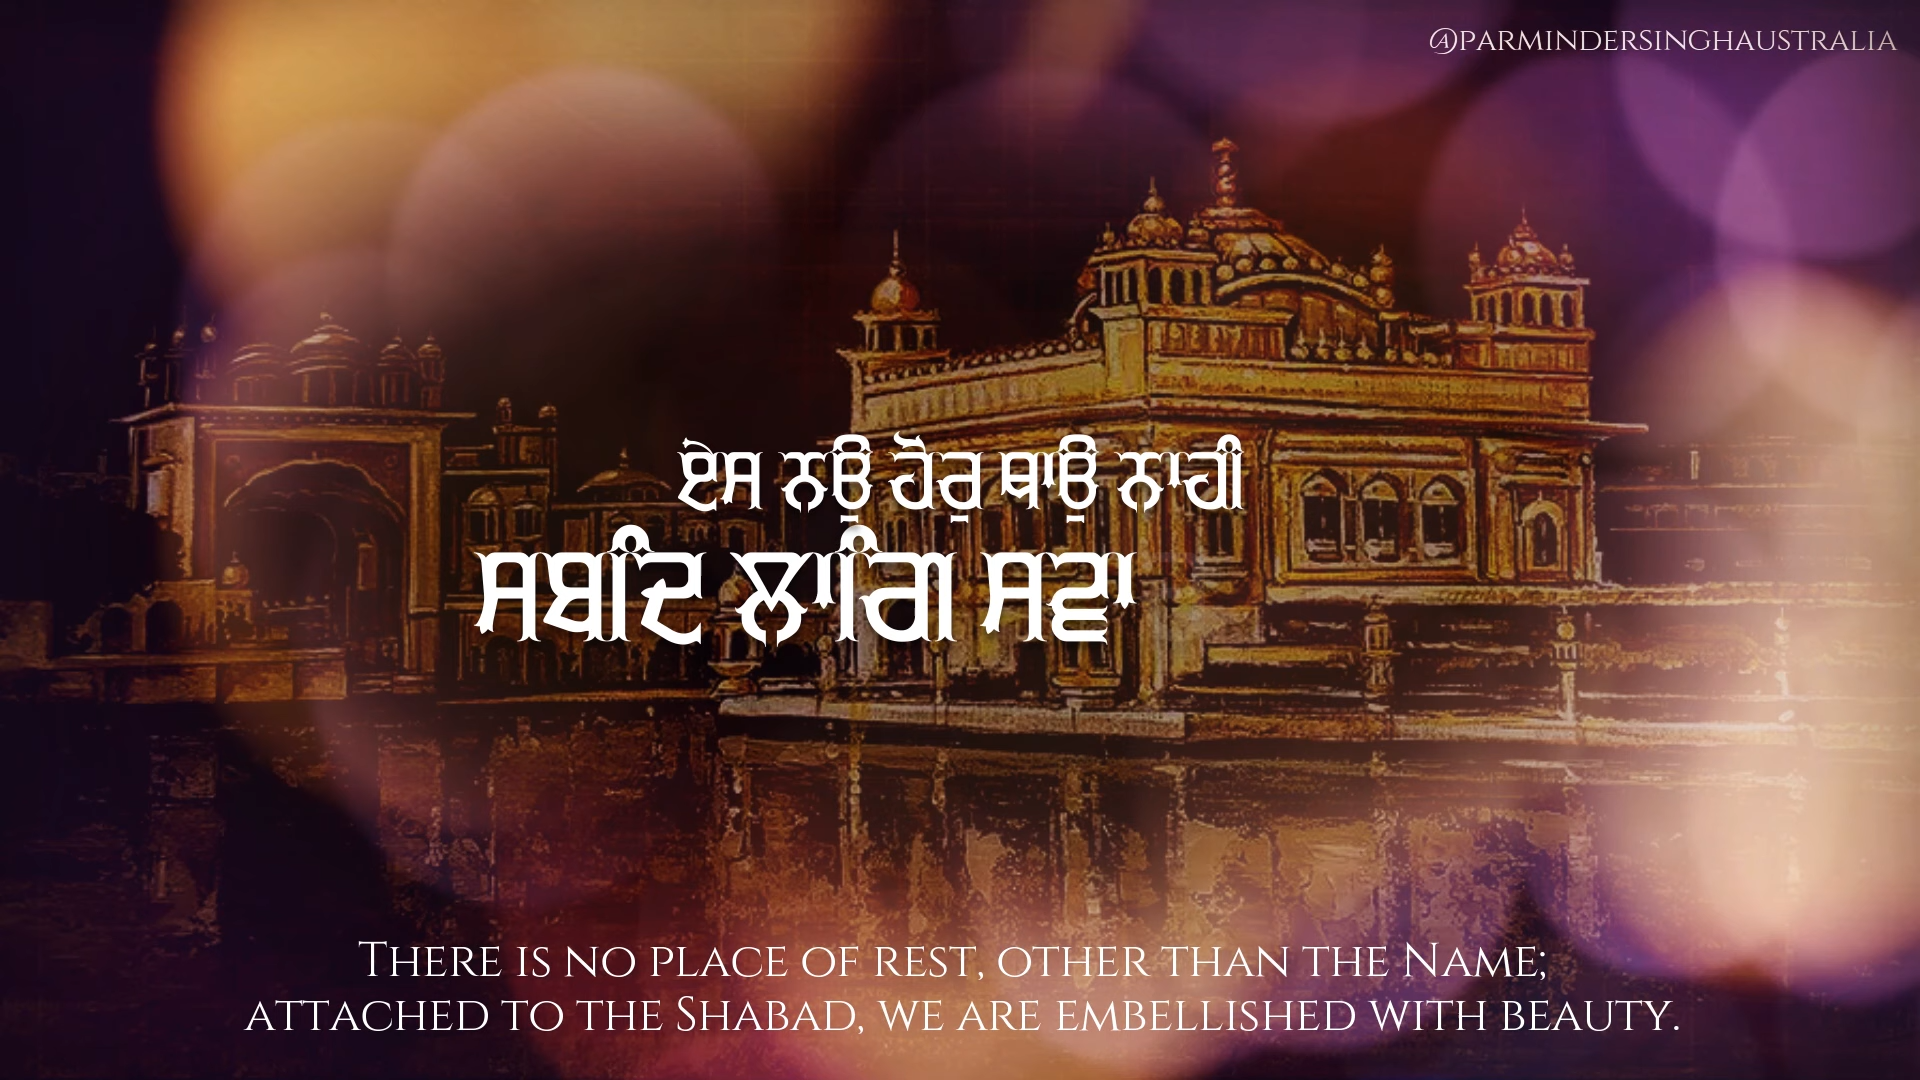 @PARMINDERSINGHAUSTRALIA
ਏਸ ਨਉ ਹੋਰੁ ਥਾਉ ਨਾਹੀ
ਸਬਦਿ ਲਾਗਿ ਸਵਾ
There is no place of rest, other than the Name;
attached to the Shabad, we are embellished with beauty.